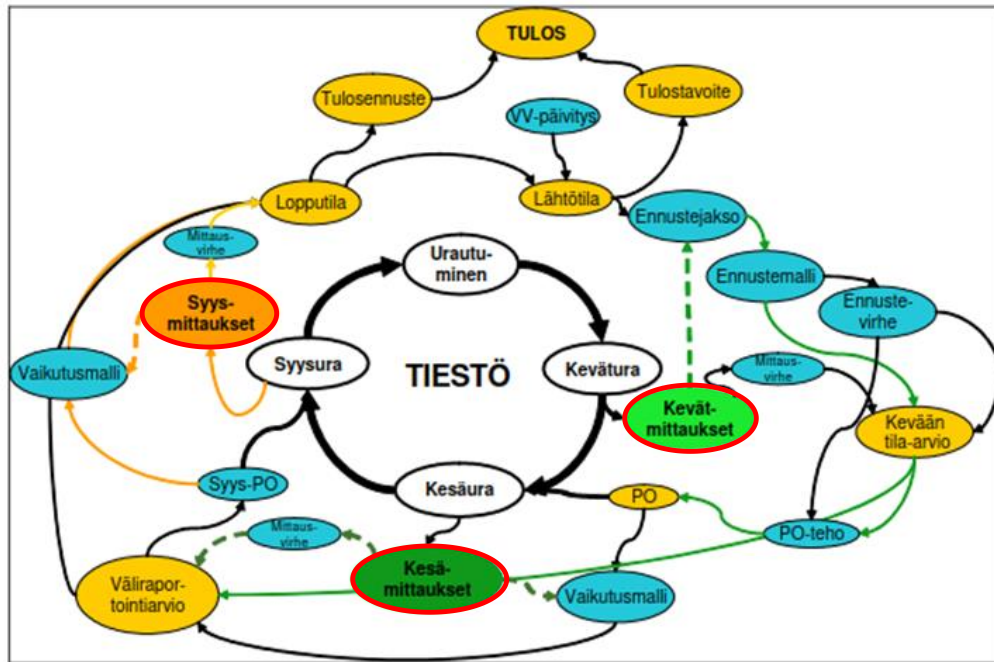 TULOS
Tulosennuste
Tulostavoite
VV-päivitys
Lopputila
Lähtötila
Ennustejakso
Mittaus-
virhe
Urautu-
minen
Ennustemalli
Ennuste-
virhe
Syys-
mittaukset
Vaikutusmalli
Syysura
TIESTÖ
Kevätura
Mittaus-
virhe
Kevät-
mittaukset
Kevään
tila-arvio
Syys-PO
Kesäura
PO
PO-teho
Mittaus-
virhe
Kesä-
mittaukset
Välirapor-
tointiarvio
Vaikutusmalli